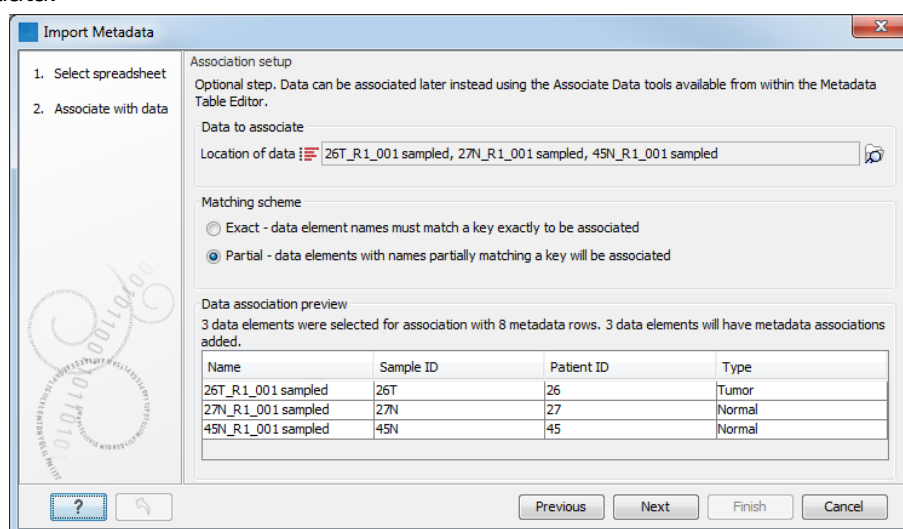 Import Metadata
1. Select spreadsheet
2. Associate with data
Association setup
Optional step. Data can be associated later instead using the Associate Data tools available from within the Metadata
Table Editor.
Data to associate
Location of data 26T_R1_001 sampled, 27N_R1_001 sampled, 45N_R1_001 sampled
Matching scheme
Exact - data element names must match a key exactly to be associated
Partial - data elements with names partially matching a key will be associated
Data association preview
3 data elements were selected for association with 8 metadata rows. 3 data elements will have metadata associations
added.
Name Sample ID Patient ID Type
26T_R1_001 sampled 26T 26 Tumor
27N_R1_001 sampled 27N 27 Normal
45N_R1_001 sampled 45N 45 Normal
? Previous Next Finish Cancel